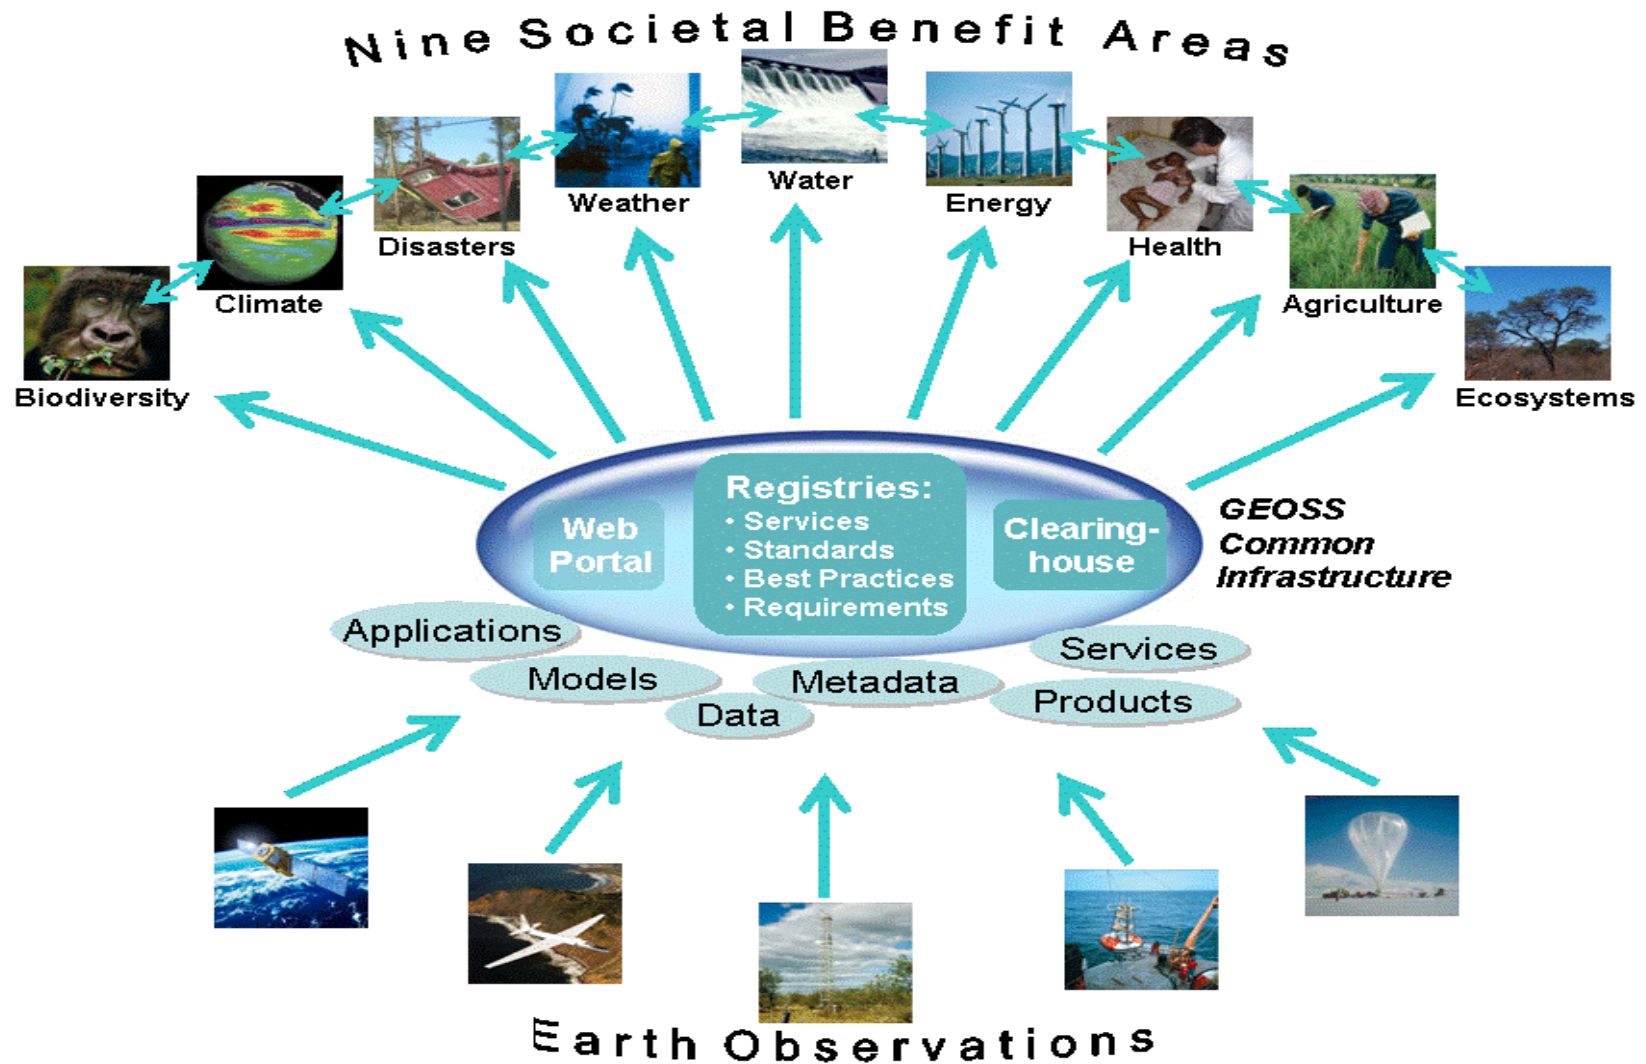 Nine Societal Benefit Areas
Biodiversity
Climate
Disasters
Weather
Water
Energy
Health
Agriculture
Ecosystems
Web
Portal
Registries:
• Services
• Standards
• Best Practices
• Requirements
Clearing-
house
GEOSS
Common
Infrastructure
Applications
Models
Data
Metadata
Services
Products
Earth Observations